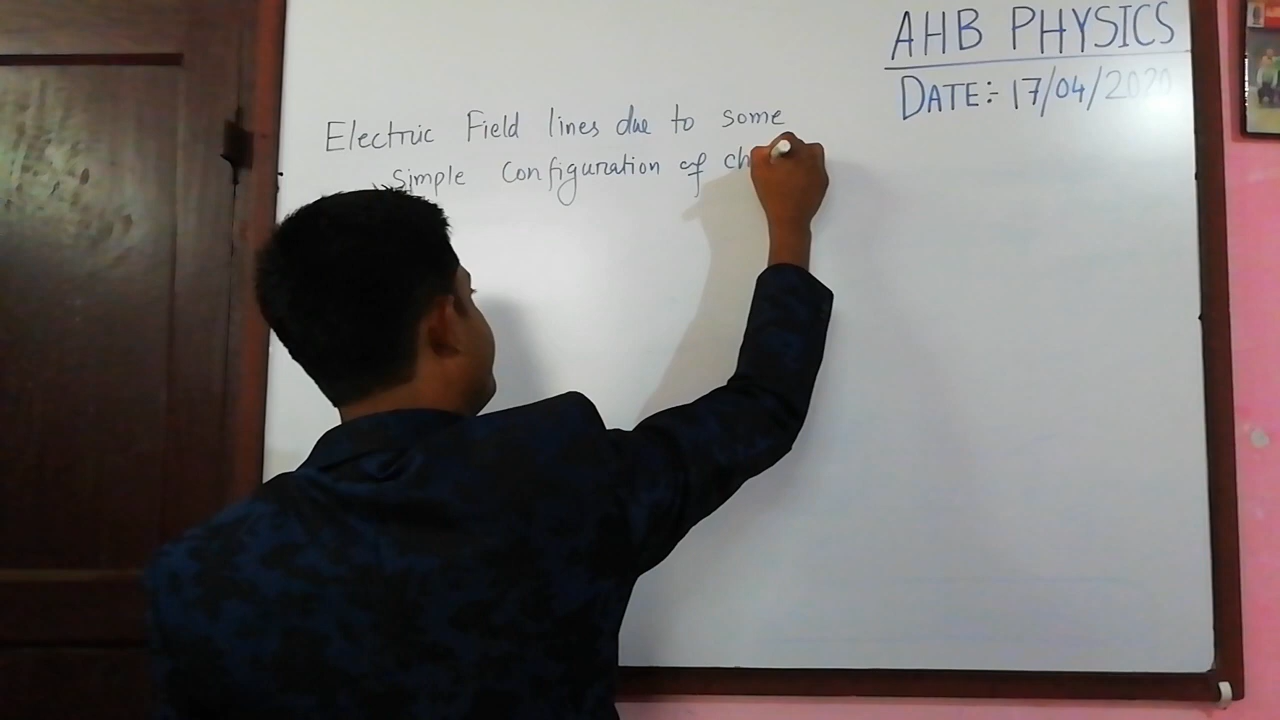 AHB PHYSICS
DATE:- 17/04/2020
Electric Field lines due to some
simple configuration of ch